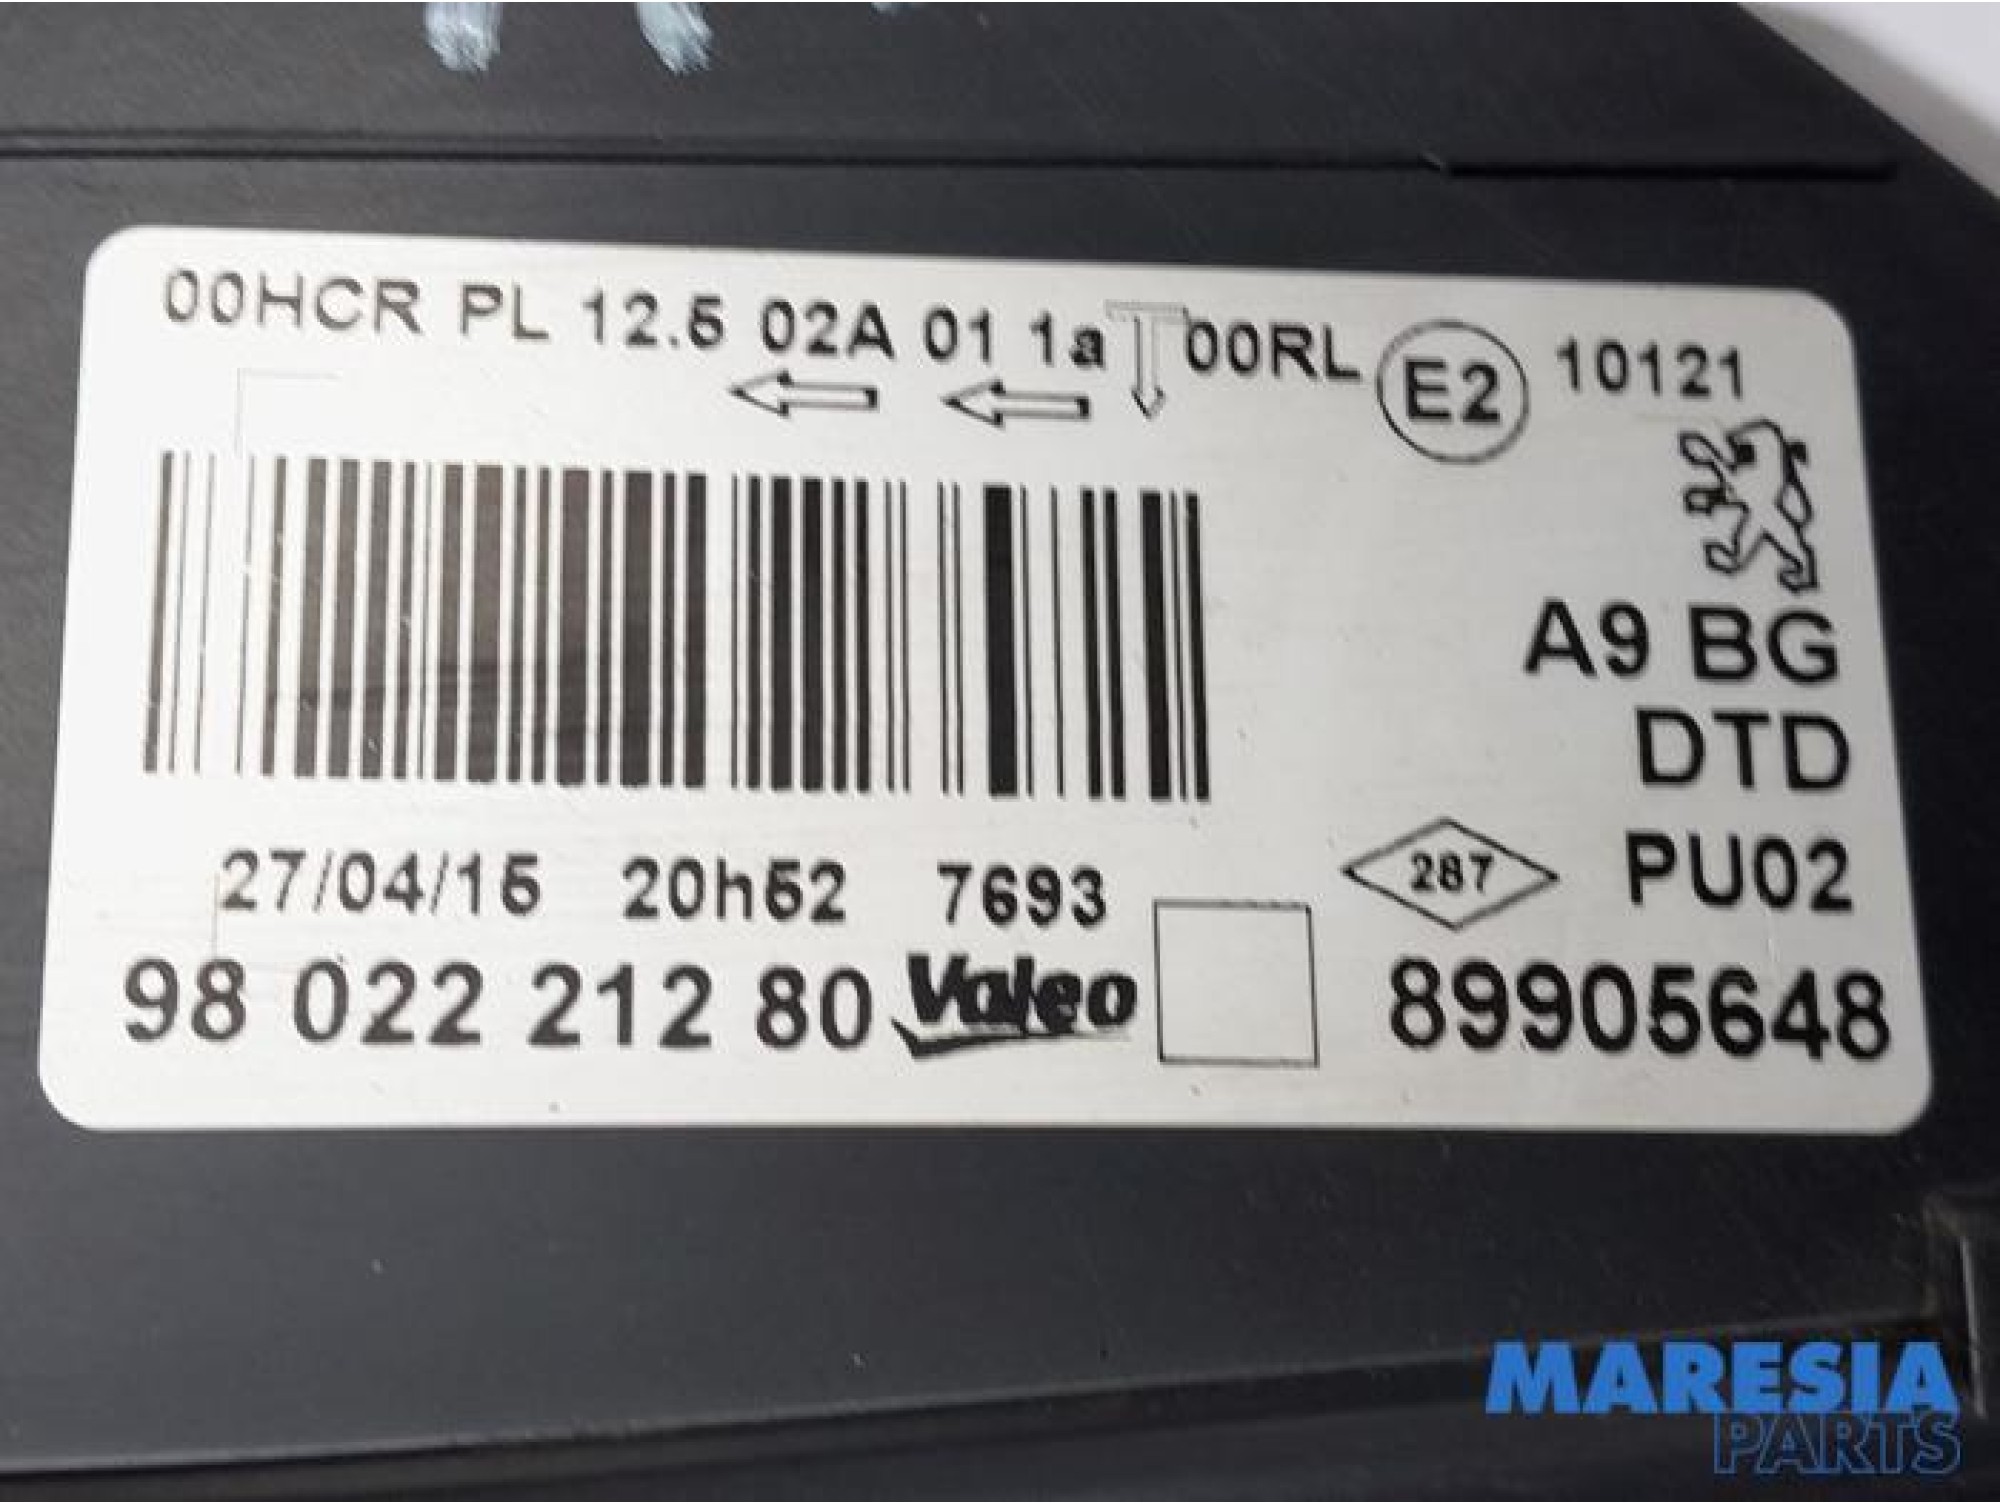 00HCR PL 12.5 02A 01 1a 00RL E2 10121
A9 BG
DTD
287 PU02
27/04/15 20h52 7693
98 022 212 80 Valeo 89905648
MARESIA
PARTS